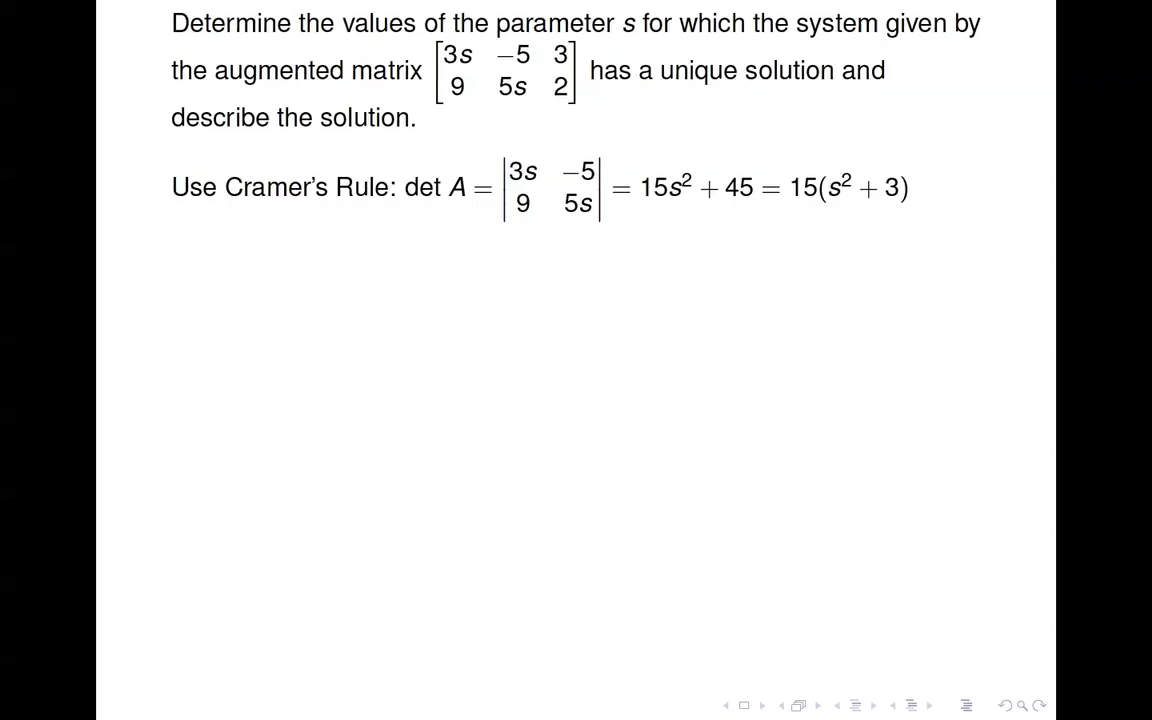 Determine the values of the parameter s for which the system given by
the augmented matrix [3s −5 3; 9 5s 2] has a unique solution and
describe the solution.
Use Cramer's Rule: det A = |3s −5; 9 5s| = 15s² + 45 = 15(s² + 3)